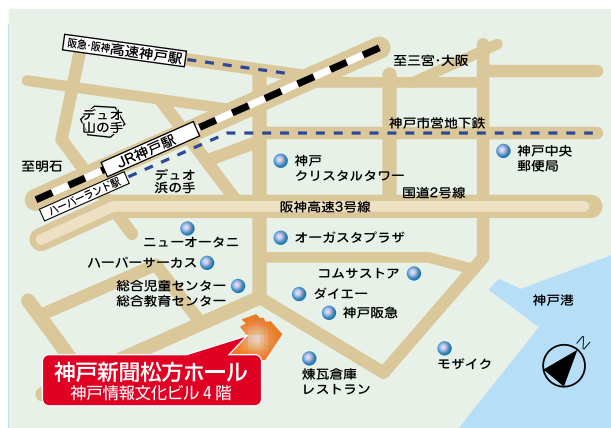 阪急・阪神高速神戸駅
至三宮・大阪
デュオ
山の手
神戸市営地下鉄
JR神戸駅
神戸中央
郵便局
至明石
神戸
クリスタルタワー
デュオ
浜の手
ハーバーランド駅
国道2号線
阪神高速3号線
ニューオータニ
オーガスタプラザ
ハーバーサーカス
コムサストア
総合児童センター
総合教育センター
ダイエー
神戸港
神戸阪急
N
モザイク
神戸新聞松方ホール
神戸情報文化ビル4階
煉瓦倉庫
レストラン